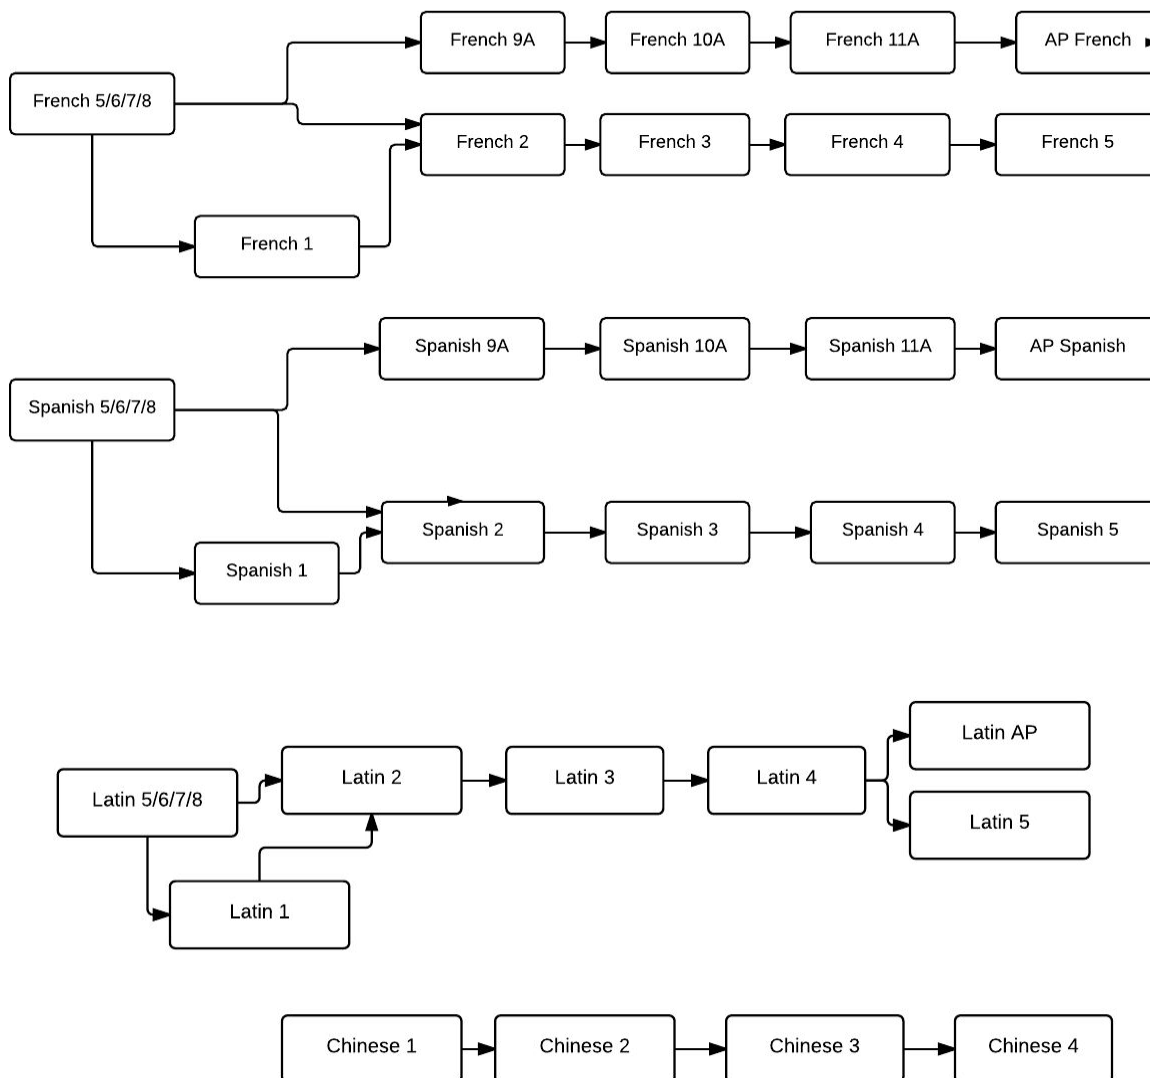 French 9A
French 10A
French 11A
AP French
French 5/6/7/8
French 2
French 3
French 4
French 5
French 1
Spanish 9A
Spanish 10A
Spanish 11A
AP Spanish
Spanish 5/6/7/8
Spanish 2
Spanish 3
Spanish 4
Spanish 5
Spanish 1
Latin AP
Latin 5/6/7/8
Latin 2
Latin 3
Latin 4
Latin 5
Latin 1
Chinese 1
Chinese 2
Chinese 3
Chinese 4